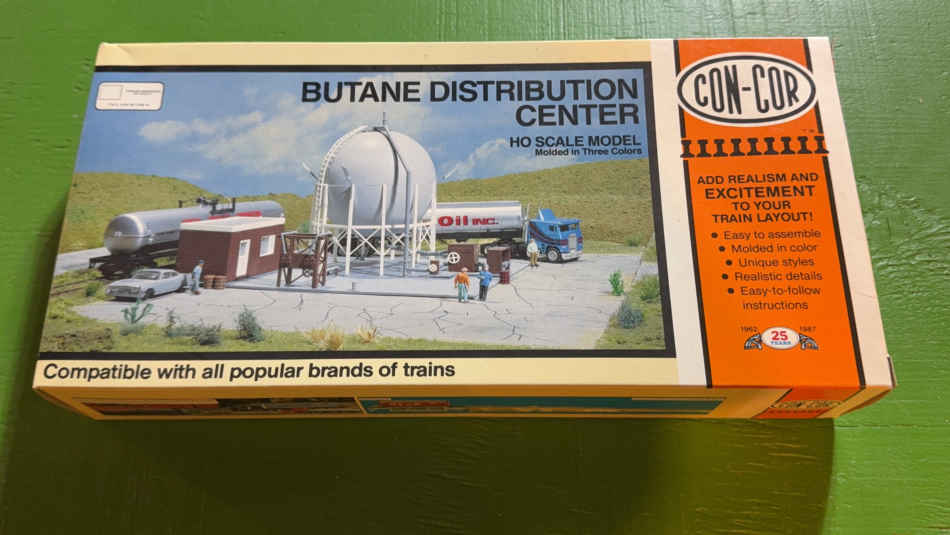 BUTANE DISTRIBUTION
CENTER
HO SCALE MODEL
Molded in Three Colors
Oil INC.
Compatible with all popular brands of trains
CON-COR
ADD REALISM AND
EXCITEMENT
TO YOUR
TRAIN LAYOUT!
• Easy to assemble
• Molded in color
• Unique styles
• Realistic details
• Easy-to-follow
instructions
1962 25 1987
YEARS